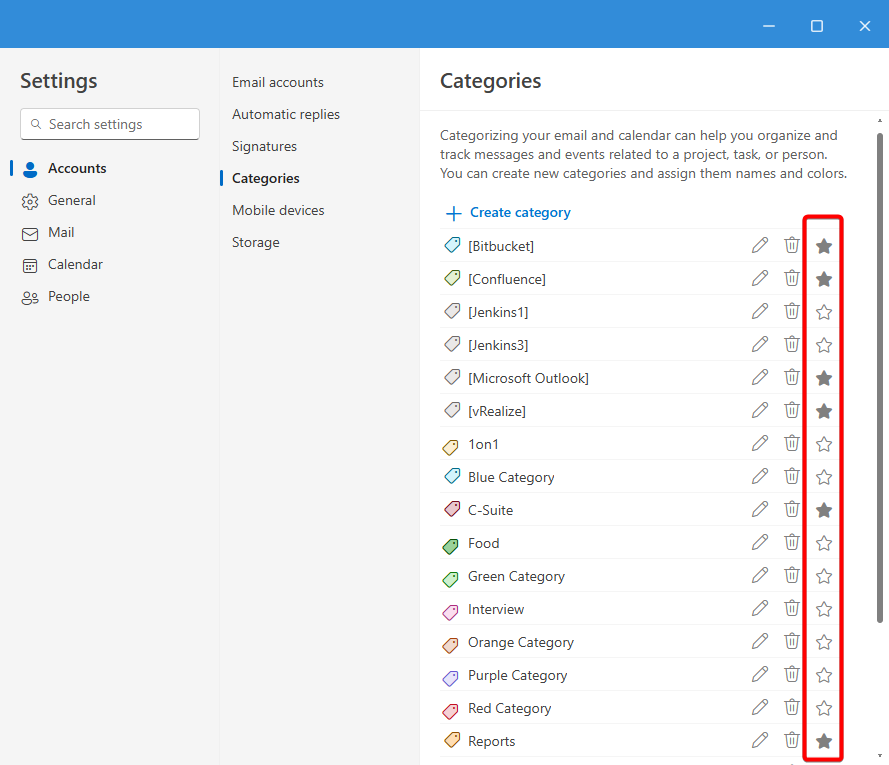 Settings
Search settings
Accounts
General
Mail
Calendar
People
Email accounts
Automatic replies
Signatures
Categories
Mobile devices
Storage
Categories
Categorizing your email and calendar can help you organize and
track messages and events related to a project, task, or person.
You can create new categories and assign them names and colors.
Create category
[Bitbucket]
[Confluence]
[Jenkins1]
[Jenkins3]
[Microsoft Outlook]
[vRealize]
1on1
Blue Category
C-Suite
Food
Green Category
Interview
Orange Category
Purple Category
Red Category
Reports